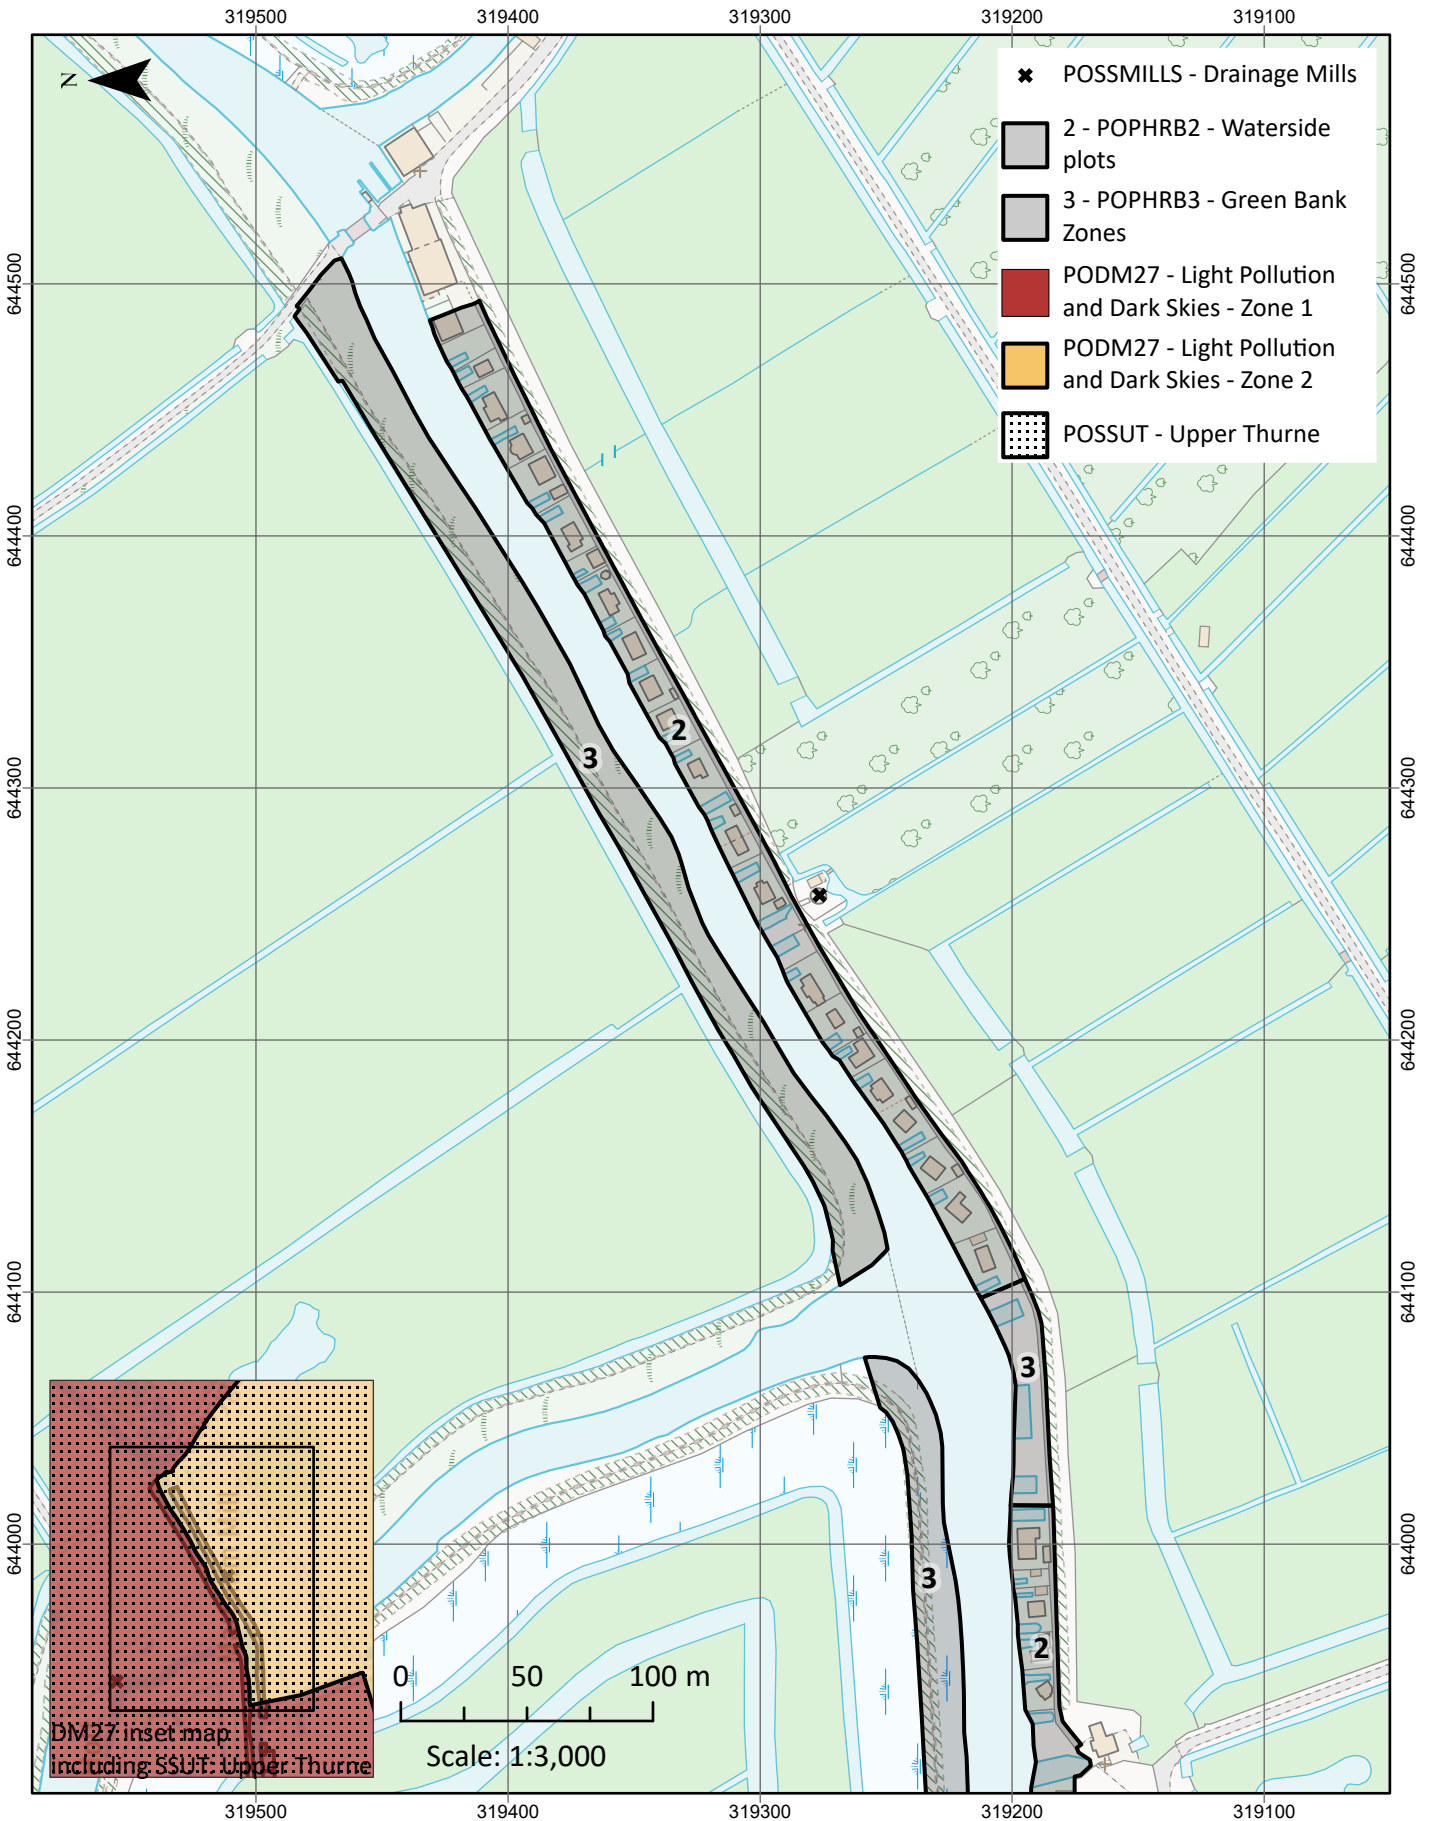 319500
319400
319300
319200
319100
N
POSSMILLS - Drainage Mills
2 - POPHRB2 - Waterside
plots
3 - POPHRB3 - Green Bank
Zones
PODM27 - Light Pollution
and Dark Skies - Zone 1
PODM27 - Light Pollution
and Dark Skies - Zone 2
POSSUT - Upper Thurne
644500
644500
644400
644400
2
3
644300
644300
644200
644200
644100
644100
3
644000
644000
3
2
0 50 100 m
Scale: 1:3,000
DM27 inset map
including SSUT: Upper Thurne
319500
319400
319300
319200
319100